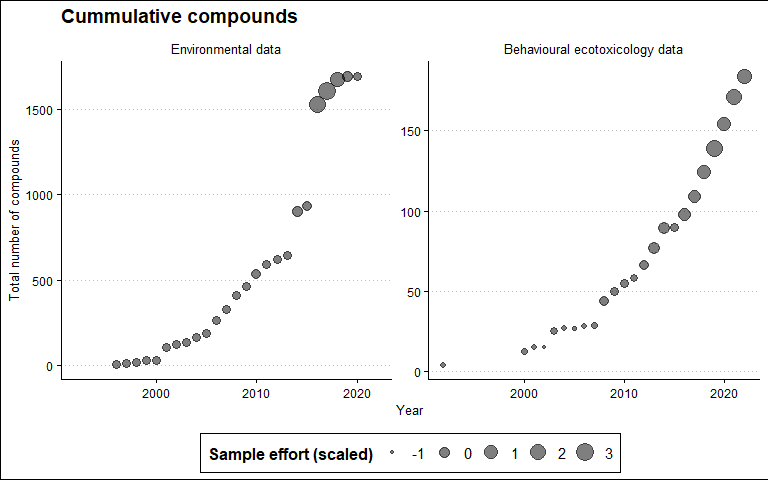 Cummulative compounds
Environmental data
Behavioural ecotoxicology data
Total number of compounds
1500
1000
500
0
150
100
50
0
2000 2010 2020
2000 2010 2020
Year
Sample effort (scaled) -1 0 1 2 3